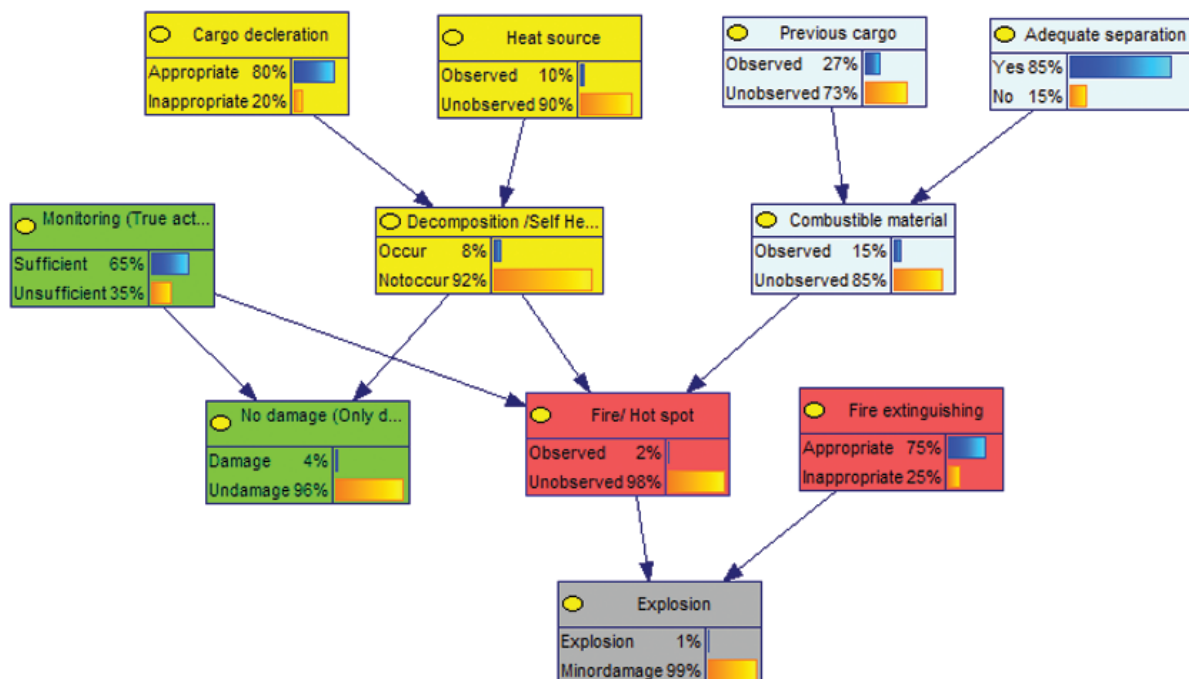 Cargo decleration
Appropriate 80%
Inappropriate 20%
Heat source
Observed 10%
Unobserved 90%
Previous cargo
Observed 27%
Unobserved 73%
Adequate separation
Yes 85%
No 15%
Monitoring (True act...
Sufficient 65%
Unsufficient 35%
Decomposition /Self He...
Occur 8%
Notoccur 92%
Combustible material
Observed 15%
Unobserved 85%
No damage (Only d...
Damage 4%
Undamage 96%
Fire/ Hot spot
Observed 2%
Unobserved 98%
Fire extinguishing
Appropriate 75%
Inappropriate 25%
Explosion
Explosion 1%
Minordamage 99%